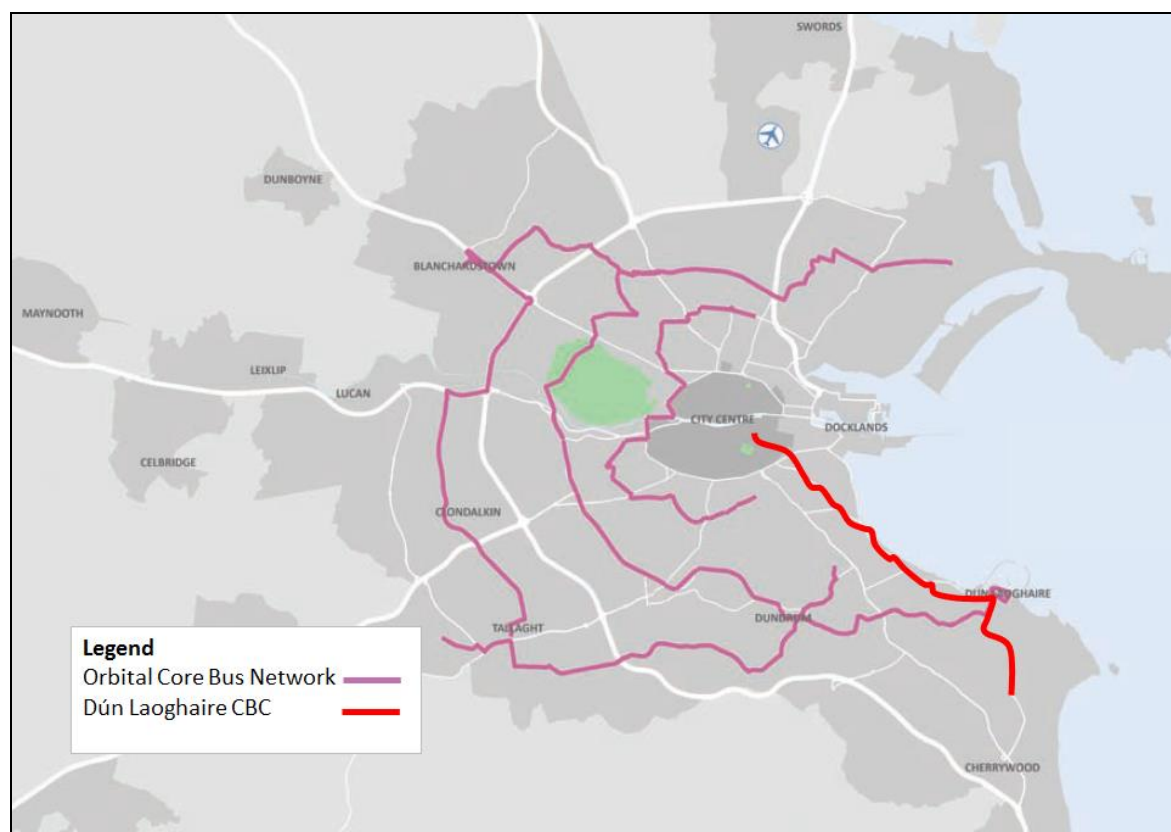 SWORDS
DUNBOYNE
BLANCHARDSTOWN
MAYNOOTH
LEIXLIP
LUCAN
CITY CENTRE
DOCKLANDS
CELBRIDGE
CLONDALKIN
DUN LAOGHAIRE
DUNDRUM
TALLAGHT
Legend
Orbital Core Bus Network
Dún Laoghaire CBC
CHERRYWOOD